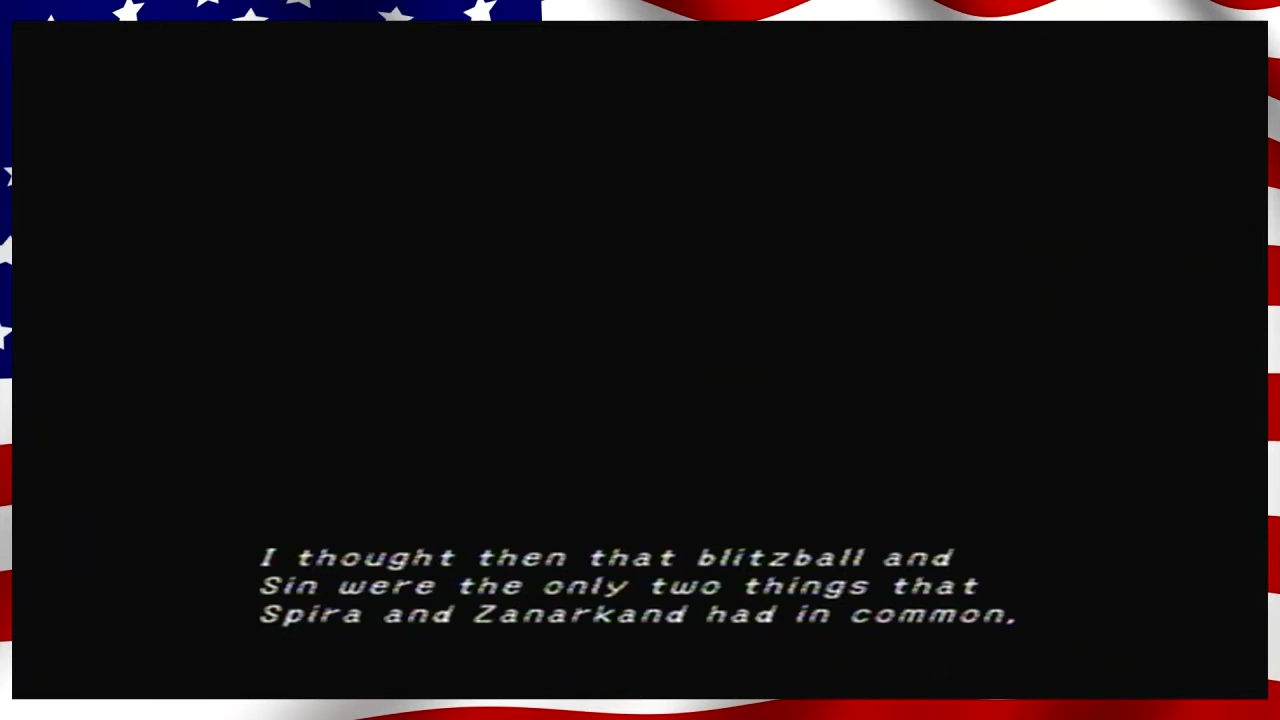 I thought then that blitzball and
Sin were the only two things that
Spira and Zanarkand had in common.